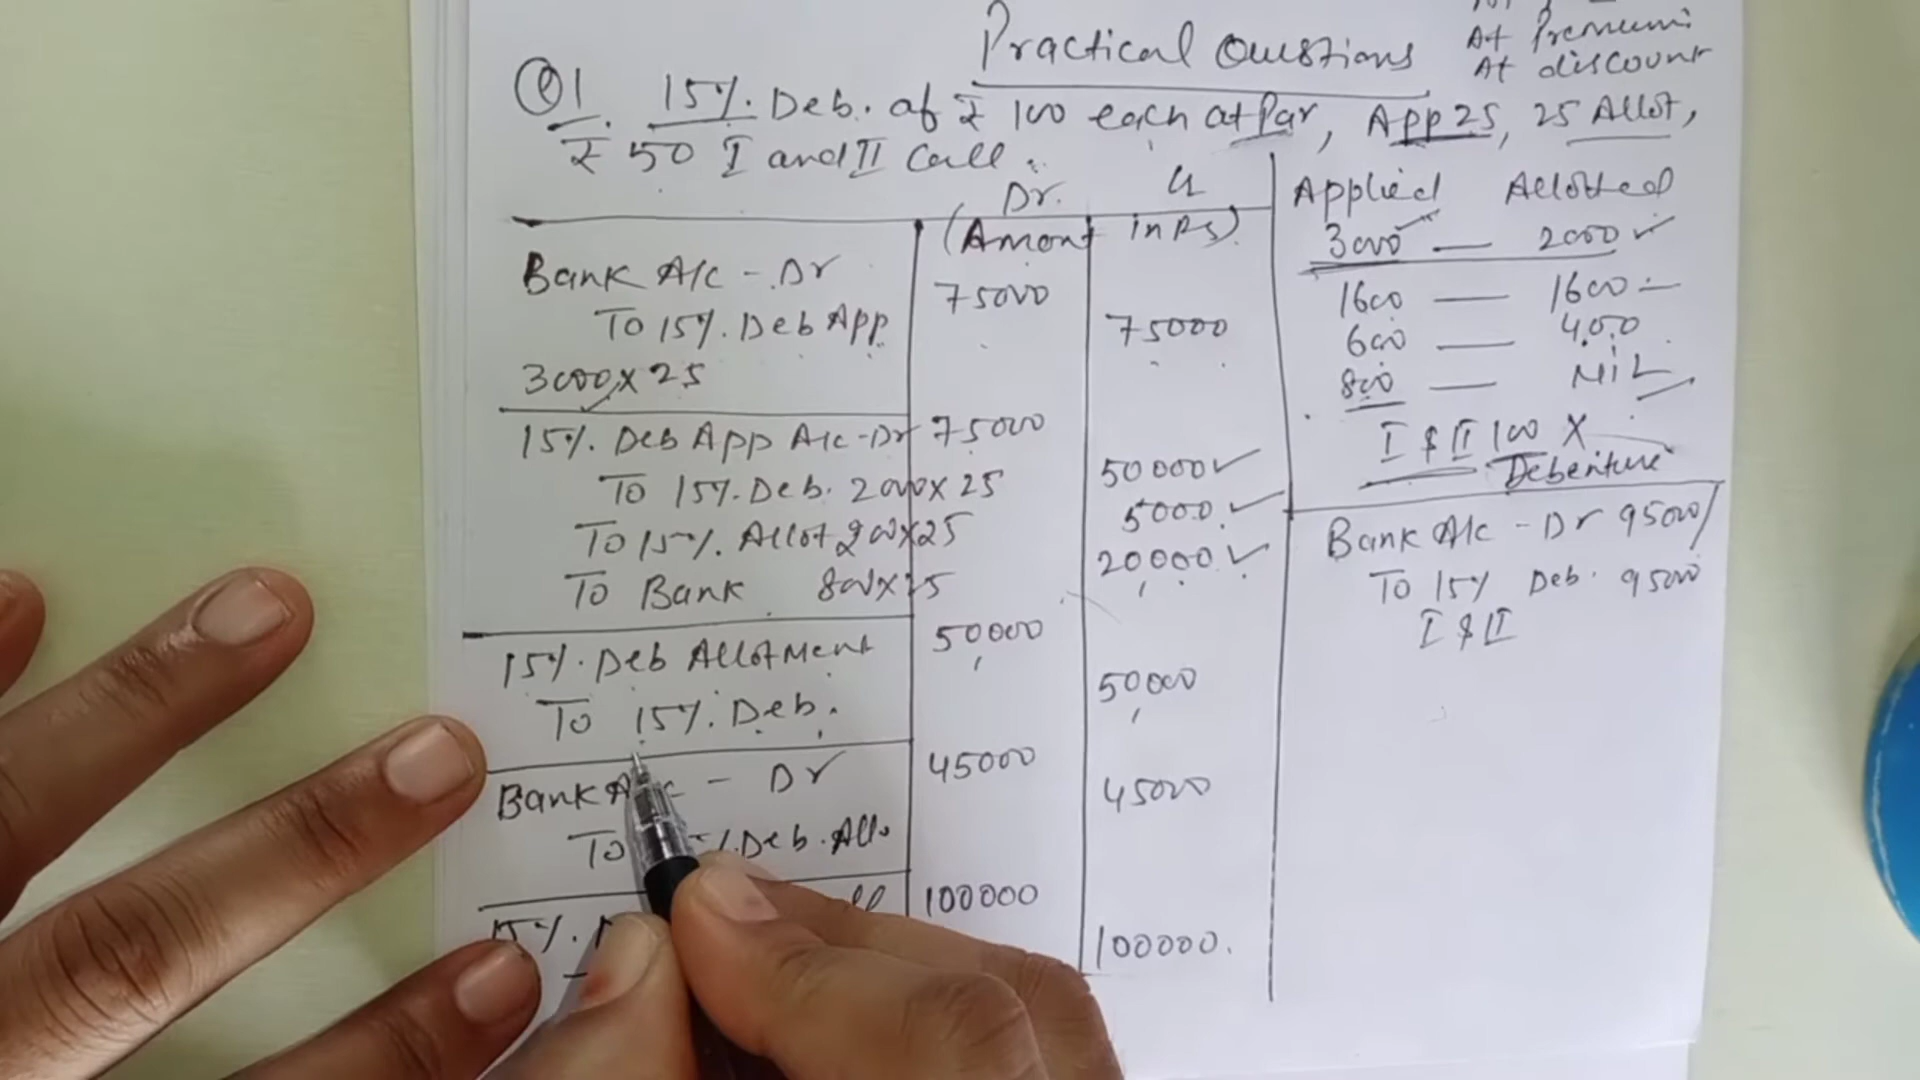 Practical Questions
At Premium:
At discount
Q1. 15%. Deb. of ₹ 100 each at Par, App 25, 25 Allot,
₹ 50 I and II Call.
Dr. Cr
(Amont in Rs)
Bank A/c - Dr 75000
To 15%. Deb App 75000
3000 x 25
15%. Deb App A/c - Dr 75000
To 15%. Deb. 2000 x 25 50000
To 15%. Allot 200 x 25 5000
To Bank 800 x 25 20000
15%. Deb Allotment 50000
To 15%. Deb. 50000
Bank A/c - Dr 45000
To %. Deb. Allo 45000
15%. 100000
100000.
Applied Allotted
3000 — 2000
1600 — 1600
600 — 400
800 — NIL
I & II 100 X
Debenture
Bank A/c - Dr 95000/
To 15% Deb. 95000
I & II